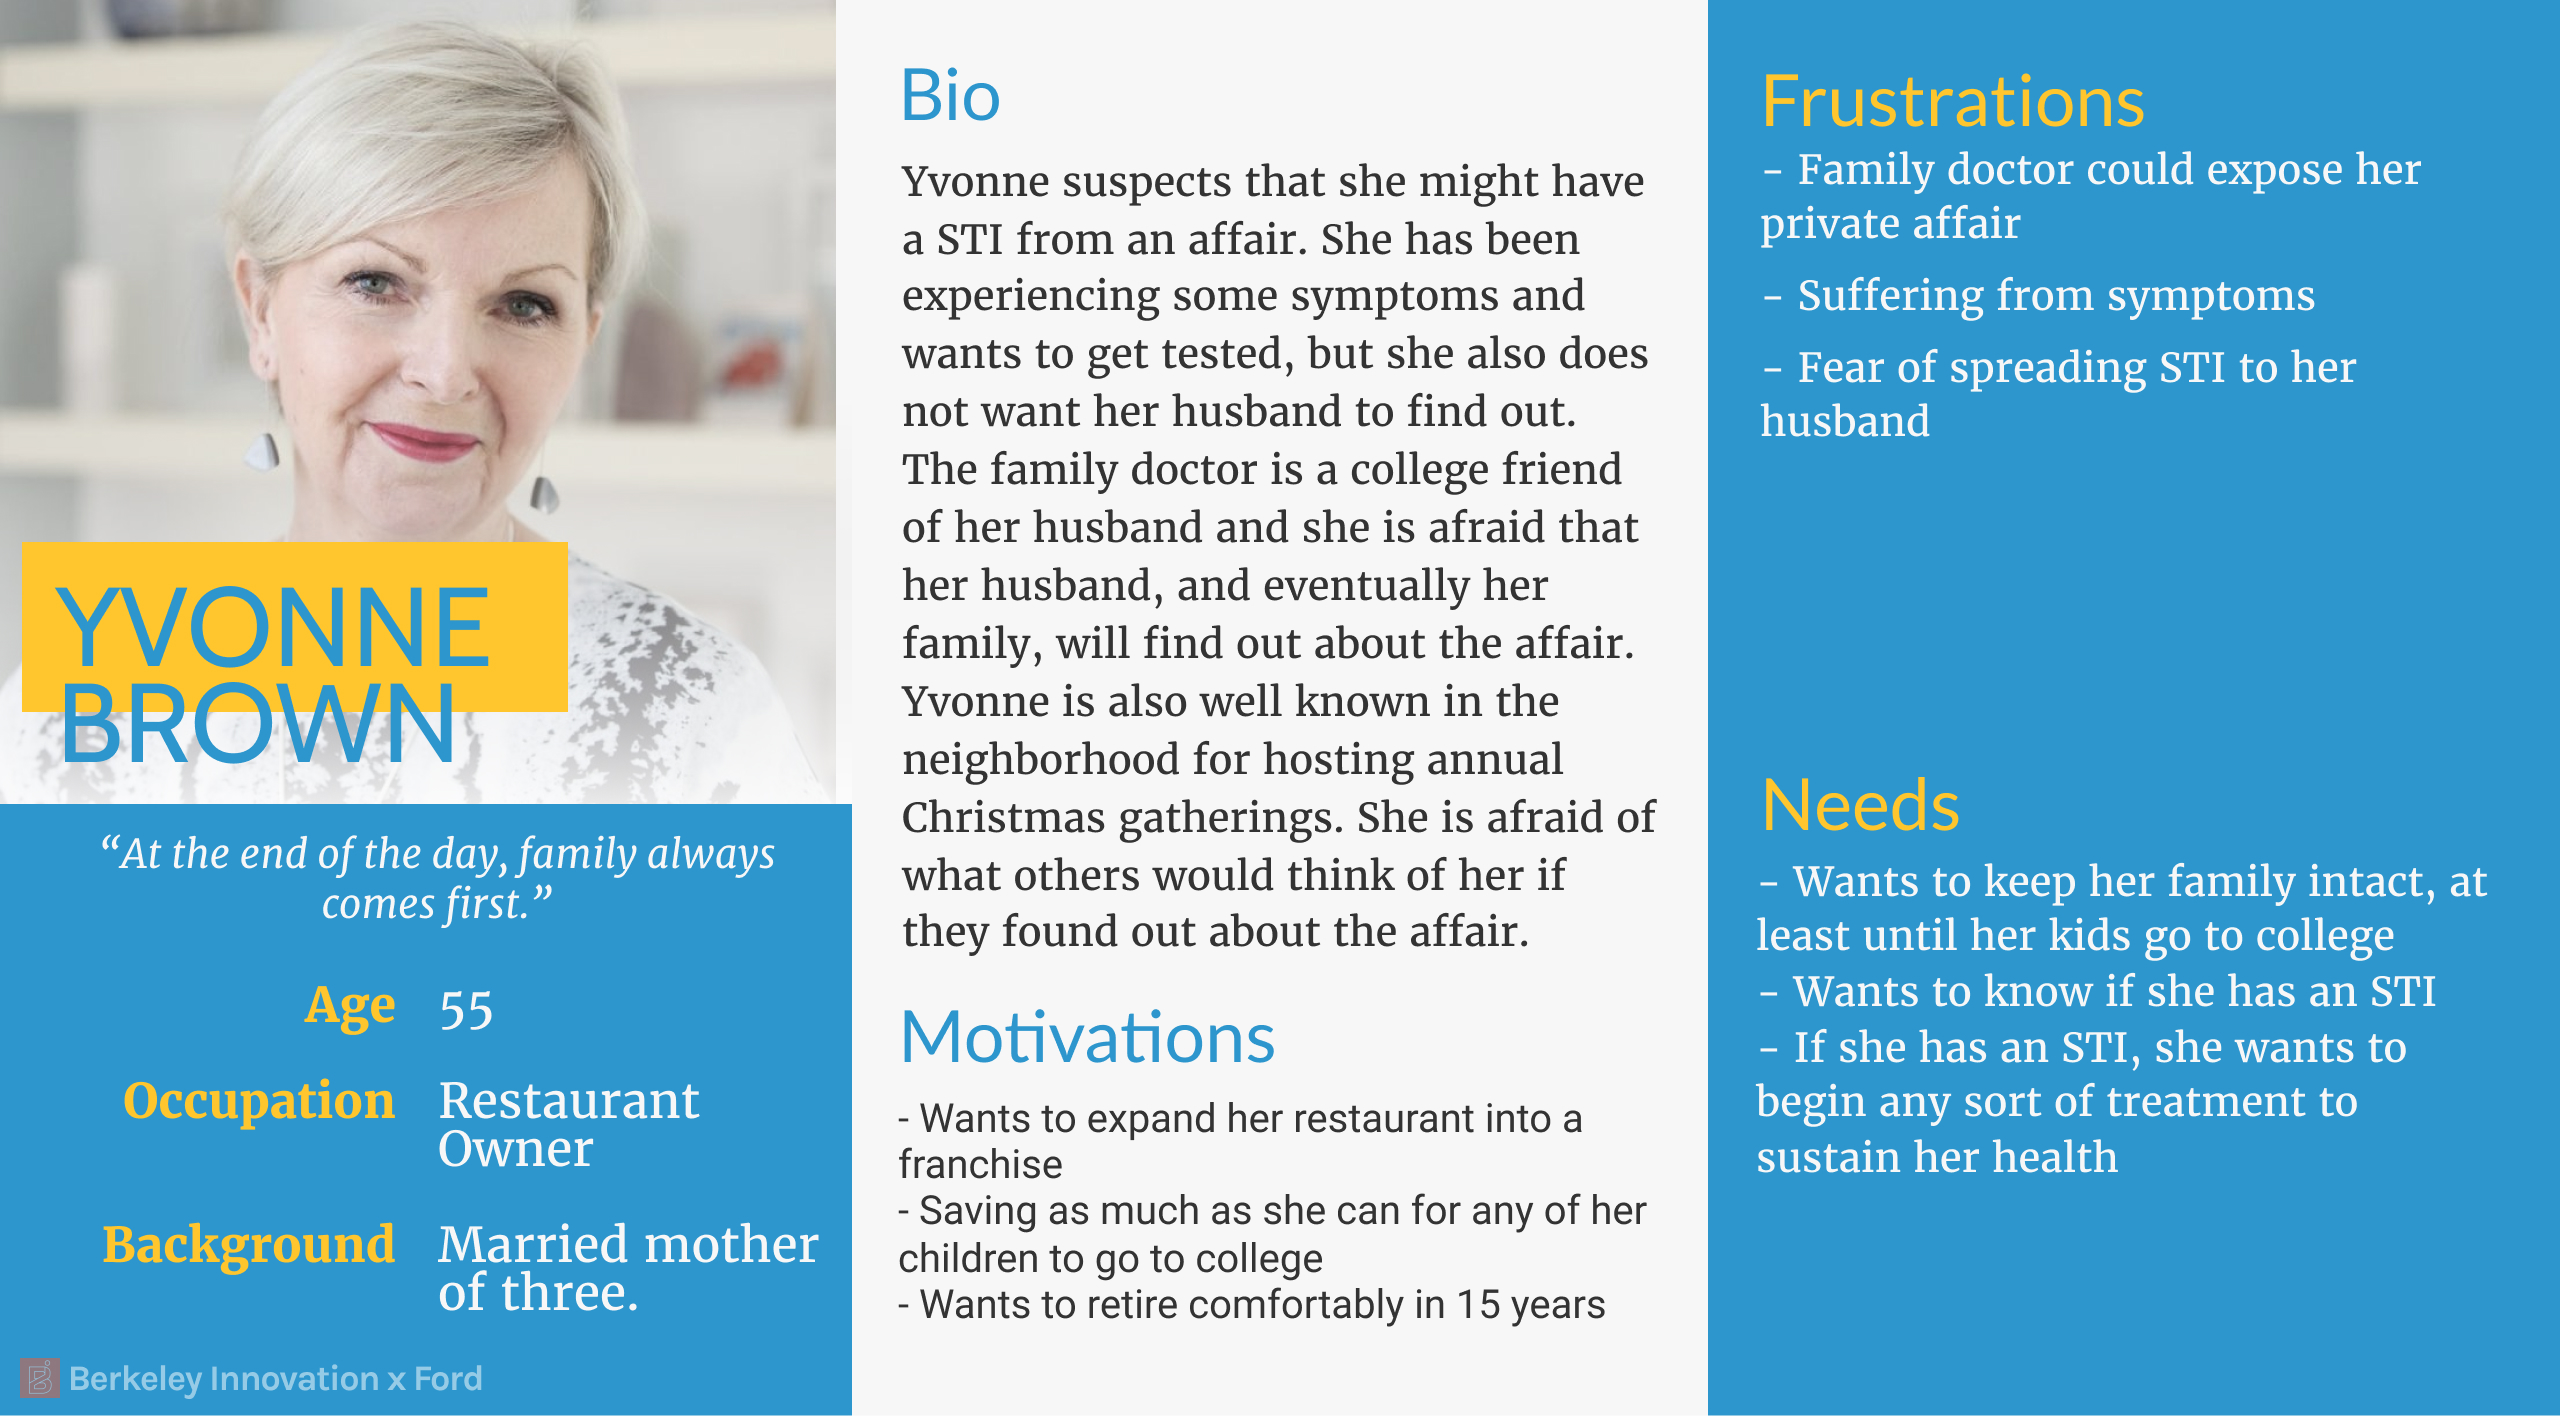 YVONNE
BROWN
“At the end of the day, family always
comes first.”
Age 55
Occupation Restaurant
Owner
Background Married mother
of three.
Berkeley Innovation x Ford
Bio
Yvonne suspects that she might have
a STI from an affair. She has been
experiencing some symptoms and
wants to get tested, but she also does
not want her husband to find out.
The family doctor is a college friend
of her husband and she is afraid that
her husband, and eventually her
family, will find out about the affair.
Yvonne is also well known in the
neighborhood for hosting annual
Christmas gatherings. She is afraid of
what others would think of her if
they found out about the affair.
Motivations
- Wants to expand her restaurant into a
franchise
- Saving as much as she can for any of her
children to go to college
- Wants to retire comfortably in 15 years
Frustrations
- Family doctor could expose her
private affair
- Suffering from symptoms
- Fear of spreading STI to her
husband
Needs
- Wants to keep her family intact, at
least until her kids go to college
- Wants to know if she has an STI
- If she has an STI, she wants to
begin any sort of treatment to
sustain her health